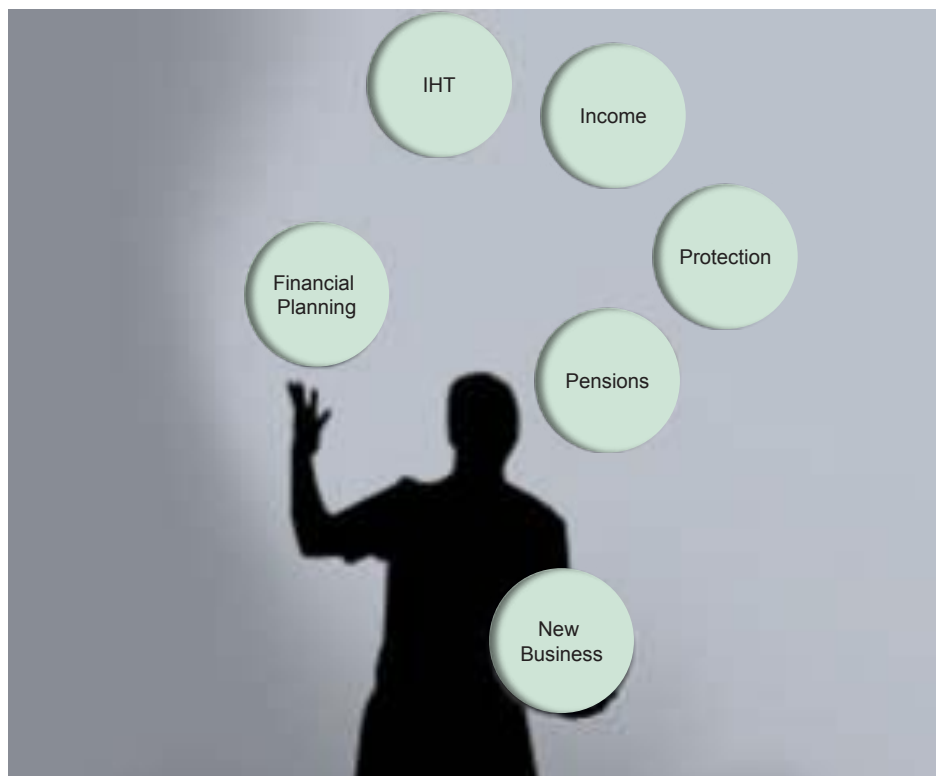 IHT
Income
Protection
Financial
Planning
Pensions
New
Business